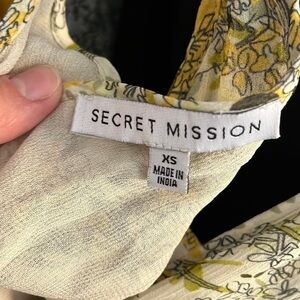 SECRET MISSION
XS
MADE IN
INDIA